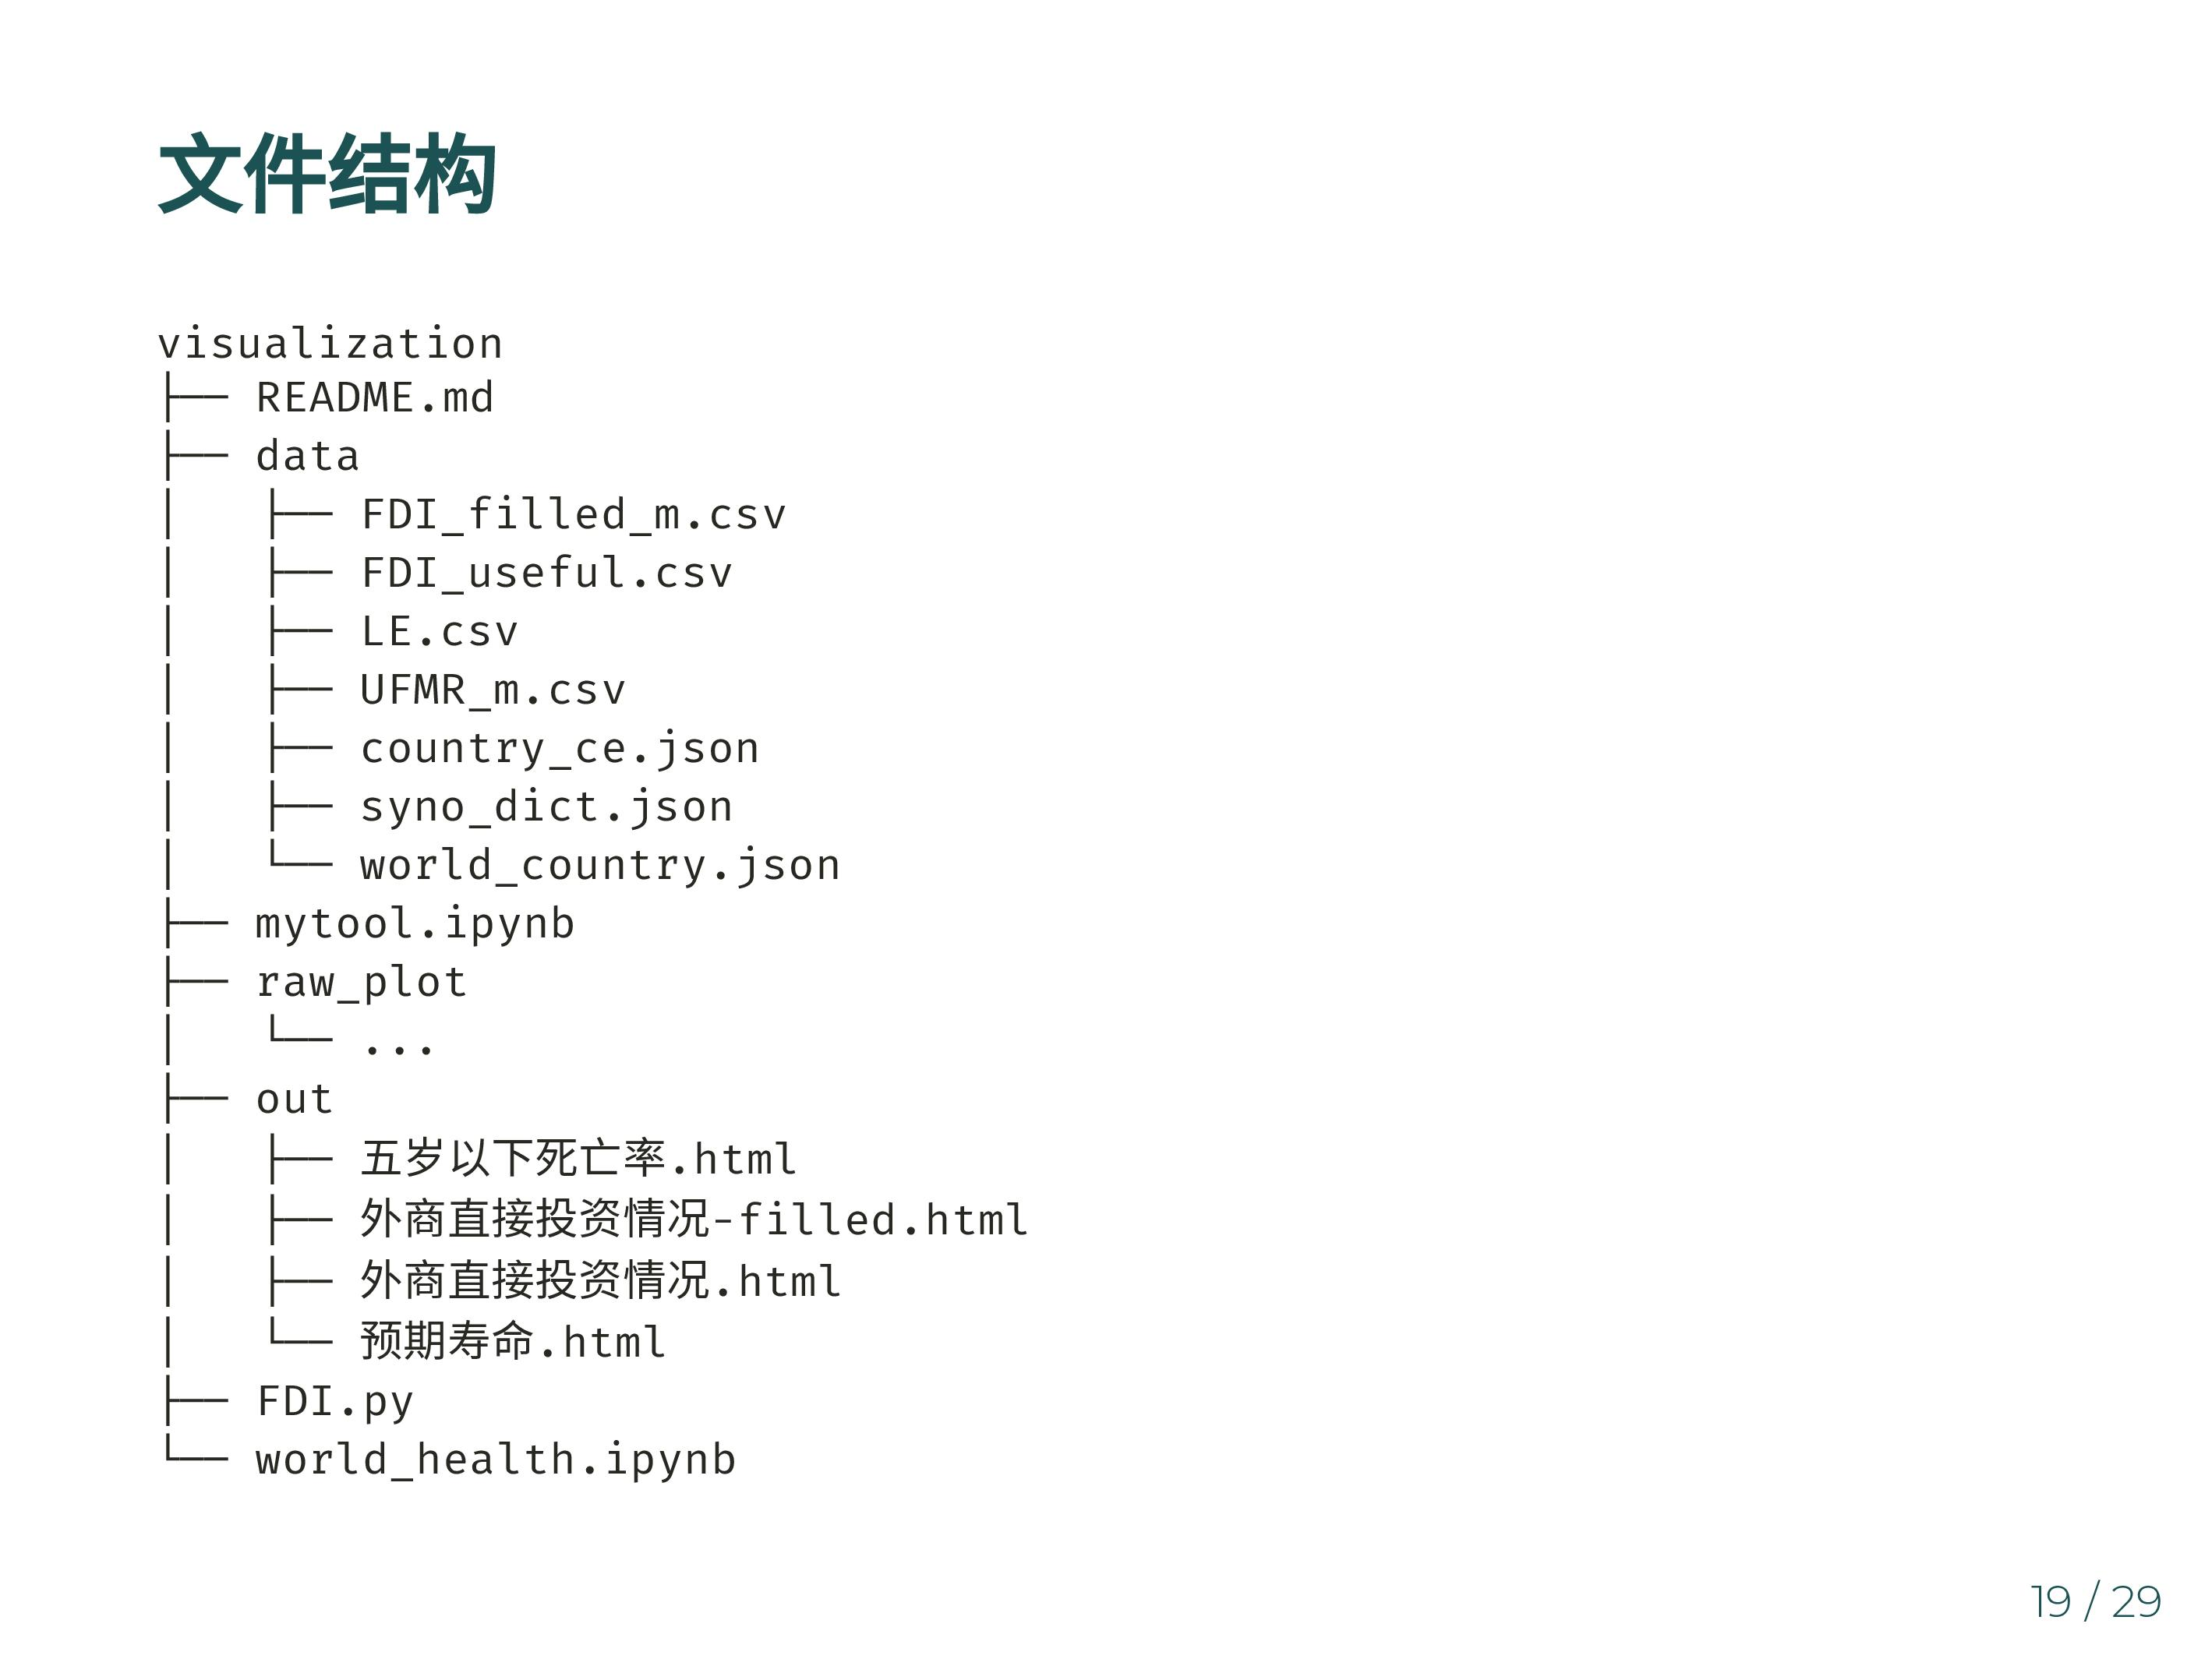 文件结构
visualization
├── README.md
├── data
│   ├── FDI_filled_m.csv
│   ├── FDI_useful.csv
│   ├── LE.csv
│   ├── UFMR_m.csv
│   ├── country_ce.json
│   ├── syno_dict.json
│   └── world_country.json
├── mytool.ipynb
├── raw_plot
│   └── ...
├── out
│   ├── 五岁以下死亡率.html
│   ├── 外商直接投资情况-filled.html
│   ├── 外商直接投资情况.html
│   └── 预期寿命.html
├── FDI.py
└── world_health.ipynb
19 / 29